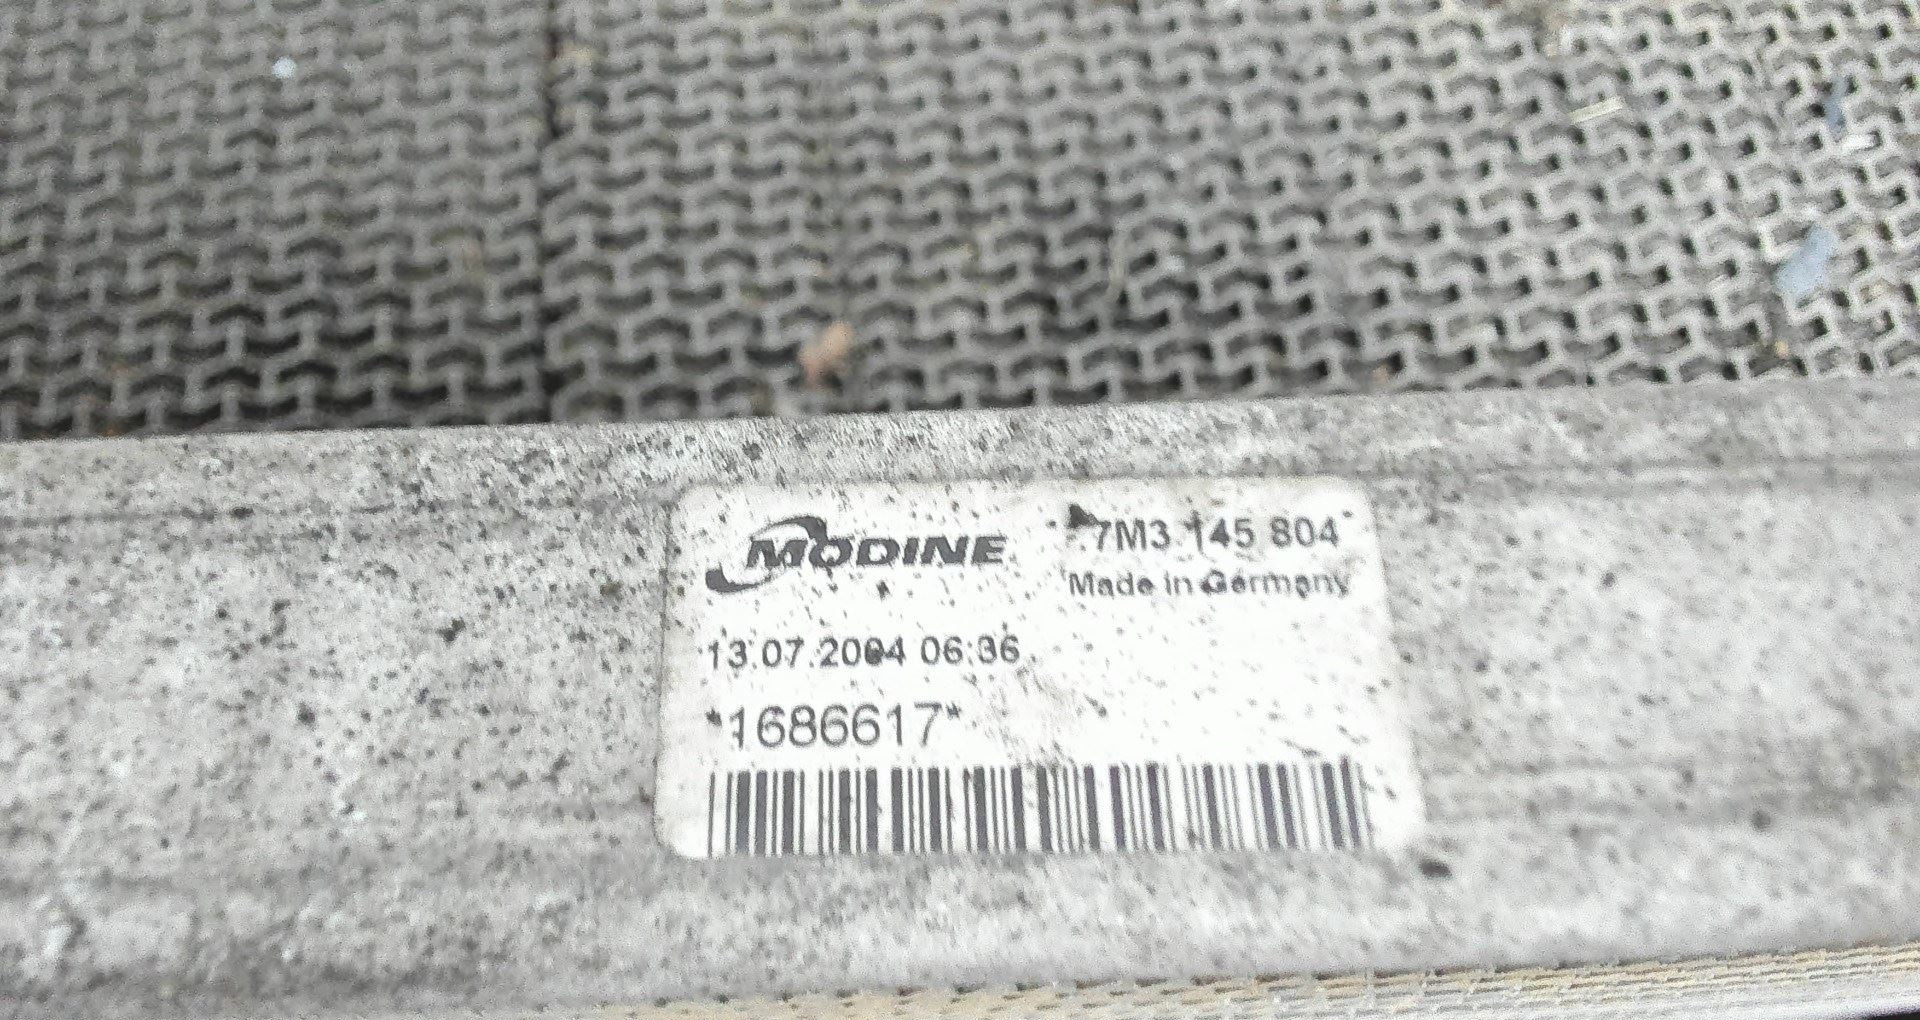 MODINE 7M3 145 804
Made in Germany
13.07.2004 06:36
*1686617*